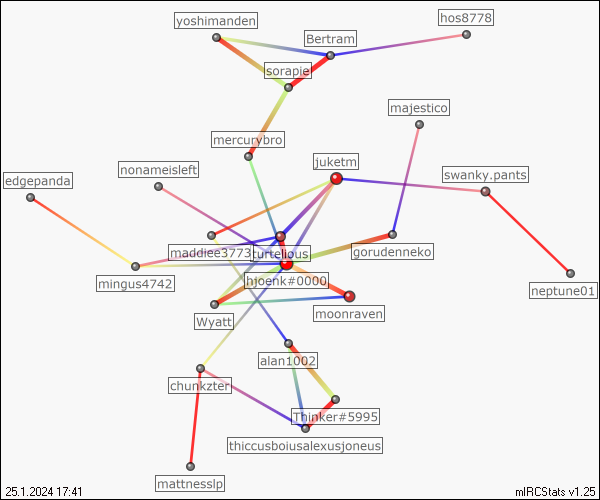 yoshimanden
hos8778
Bertram
sorapie
majestico
mercurybro
juketm
nonameisleft
swanky.pants
edgepanda
maddiee3773
turtelious
gorudenneko
mingus4742
hjoenk#0000
neptune01
Wyatt
moonraven
alan1002
chunkzter
Thinker#5995
thiccusboiusalexusjoneus
mattnesslp
25.1.2024 17:41
mIRCStats v1.25